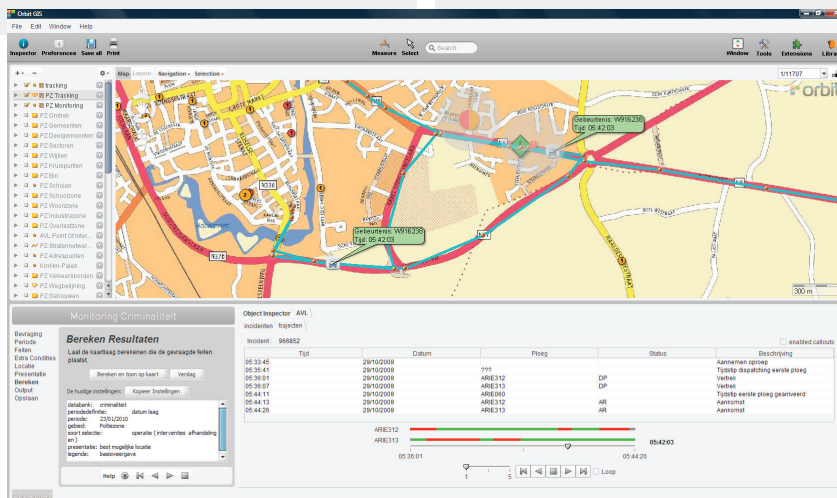 Orbit GIS
File Edit Window Help
Inspector Preferences Save all Print
Measure Select Search
Window Tools Extensions
Map Layout Navigation Selection
1/11707
orbit
tracking
PZ Tracking
PZ Monitoring
PZ Omtrek
PZ Gemeenten
PZ Deelgemeenten
PZ Sectoren
PZ Wijken
PZ Kruispunten
PZ Bin
PZ Scholen
PZ Schoolzone
PZ Woonzone
PZ Industriezone
PZ Overlastzone
AVL Point Of Inter...
PZ Stratennetwer...
PZ Adraspunten
HmHm-Palen
PZ Verkeersborden
PZ Wegbelijning
PZ Gebouwen
GROTE MARKT
Gebeurtenis: W916238
Tijd: 05:42:03
N336
Gebeurtenis: W916238
Tijd: 05:42:03
N37B
300 m
Monitoring Criminaliteit
Bevraging
Periode
Feiten
Extra Condities
Locatie
Presentatie
Bereken
Output
Opslaan
Bereken Resultaten
Laat de kaartlaag berekenen die de gevraagde feiten
plaatst.
Bereken en toon op kaart Verslag
De huidige instellingen: Kopieer Instellingen
databank: criminaliteit
periodedefinitie: datum laag
periode: 23/01/2010
gebied: Politiezone
soort selectie: operatie ( interventies afhandeling
en )
presentatie: best mogelijke locatie
legende: basisweergave
Help
Object Inspector AVL
incidenten trajecten
Incident: 966852
enabled callouts
Tijd Datum Ploeg Status Beschrijving
05:33:45 29/10/2009 Aannemen oproep
05:35:41 29/10/2009 ??? Tijdstip dispatching eerste ploeg
05:36:01 29/10/2009 ARIE312 DP Vertrek
05:36:07 29/10/2009 ARIE313 DP Vertrek
05:44:11 29/10/2009 ARIE060 Tijdstip eerste ploeg gearriveerd
05:44:13 29/10/2009 ARIE312 AR Aankomst
05:44:26 29/10/2009 ARIE313 AR Aankomst
ARIE312
ARIE313
05:42:03
05:36:01 05:44:26
1 5 Loop